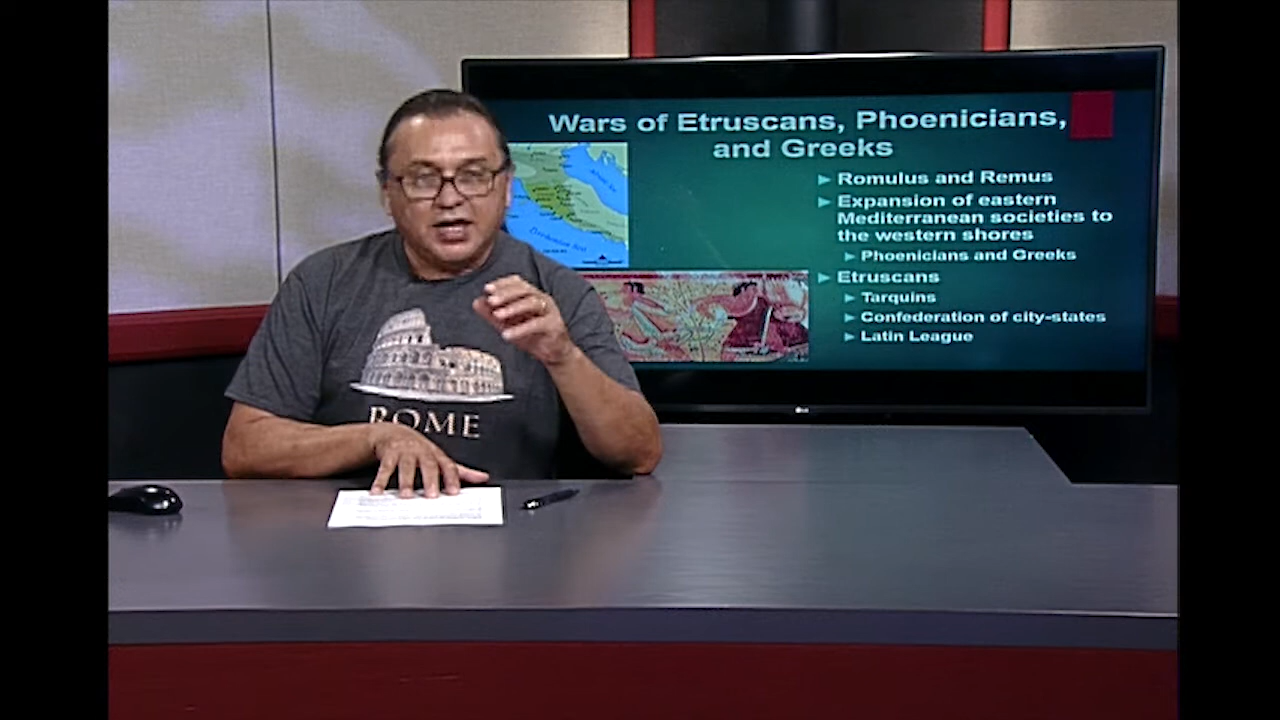 Wars of Etruscans, Phoenicians,
and Greeks
Romulus and Remus
Expansion of eastern
Mediterranean societies to
the western shores
Phoenicians and Greeks
Etruscans
Tarquins
Confederation of city-states
Latin League
ROME
LG